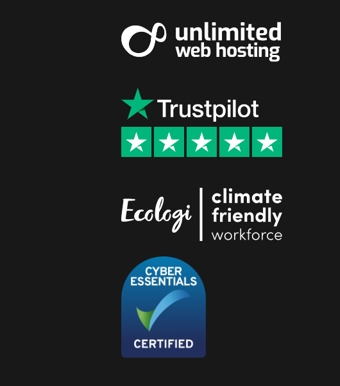 unlimited
web hosting
Trustpilot
Ecologi
climate
friendly
workforce
CYBER
ESSENTIALS
CERTIFIED